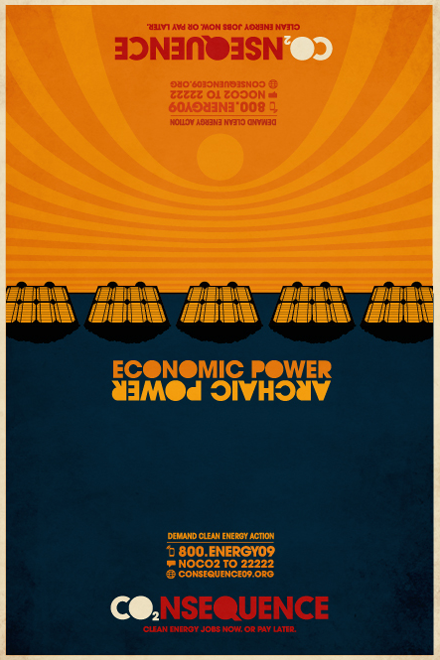 CLEAN ENERGY JOBS NOW. OR PAY LATER.
CO2NSEQUENCE
CONSEQUENCE09.ORG
NOCO2 TO 22222
800.ENERGY09
DEMAND CLEAN ENERGY ACTION
ECONOMIC POWER
ARCHAIC POWER
DEMAND CLEAN ENERGY ACTION
800.ENERGY09
NOCO2 TO 22222
CONSEQUENCE09.ORG
CO2NSEQUENCE
CLEAN ENERGY JOBS NOW. OR PAY LATER.